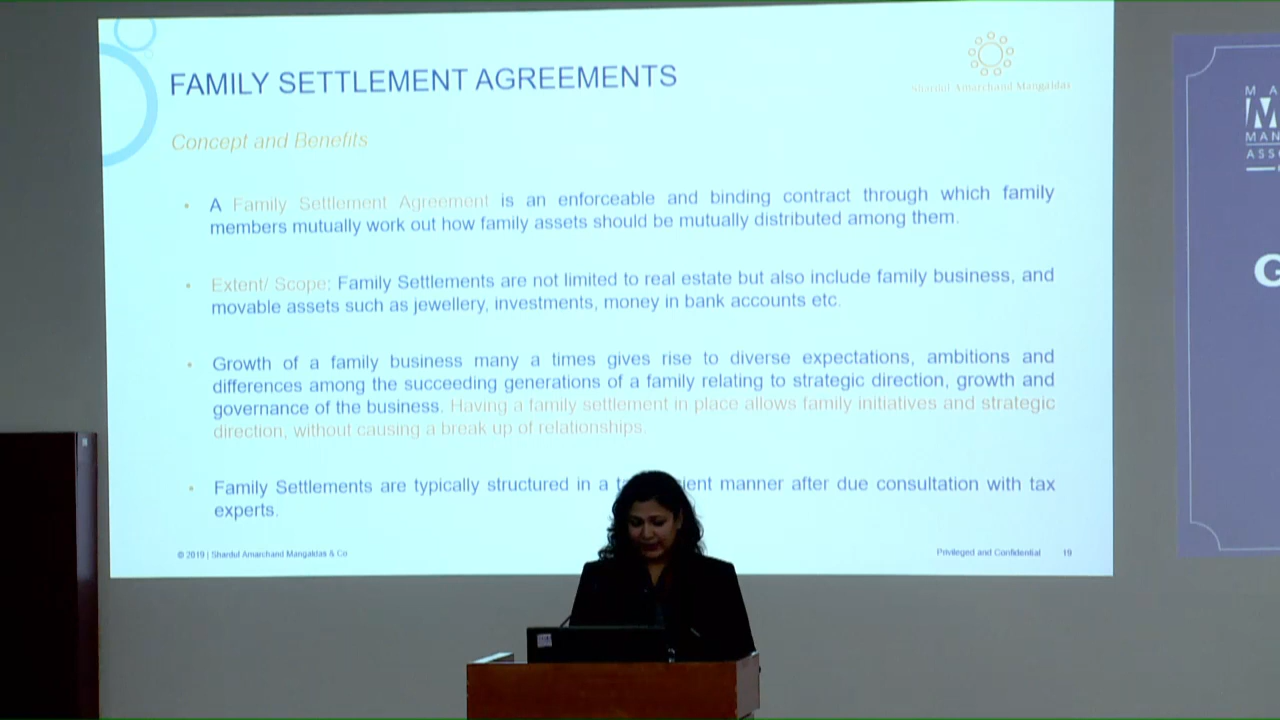 FAMILY SETTLEMENT AGREEMENTS
Shardul Amarchand Mangaldas
Concept and Benefits
• A Family Settlement Agreement is an enforceable and binding contract through which family
members mutually work out how family assets should be mutually distributed among them.
• Extent/ Scope: Family Settlements are not limited to real estate but also include family business, and
movable assets such as jewellery, investments, money in bank accounts etc.
• Growth of a family business many a times gives rise to diverse expectations, ambitions and
differences among the succeeding generations of a family relating to strategic direction, growth and
governance of the business. Having a family settlement in place allows family initiatives and strategic
direction, without causing a break up of relationships.
• Family Settlements are typically structured in a manner after due consultation with tax
experts.
© 2019 | Shardul Amarchand Mangaldas & Co
Privileged and Confidential 19
M A
M
MAN
ASS
G